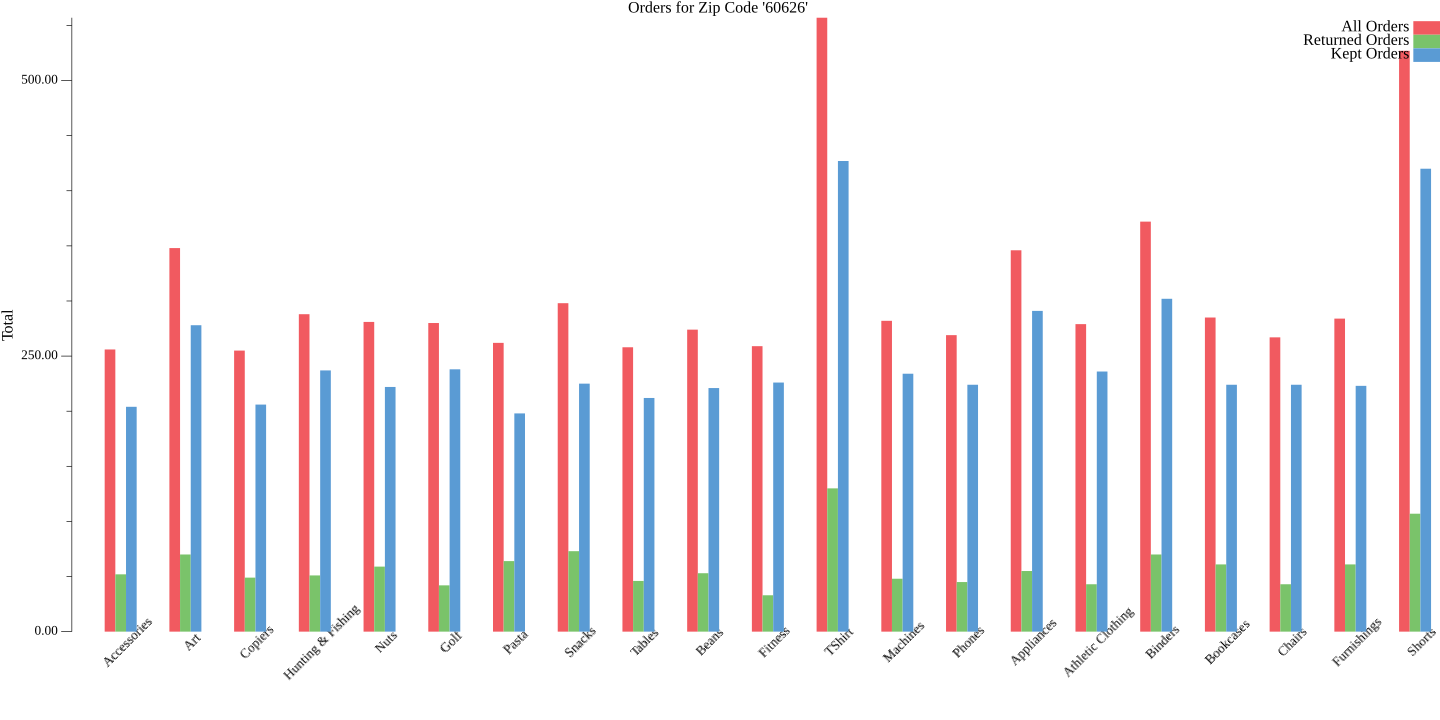 Orders for Zip Code '60626'
All Orders
Returned Orders
Kept Orders
500.00
250.00
0.00
Total
Accessories
Art
Copiers
Hunting & Fishing
Nuts
Golf
Pasta
Snacks
Tables
Beans
Fitness
TShirt
Machines
Phones
Appliances
Athletic Clothing
Binders
Bookcases
Chairs
Furnishings
Shorts